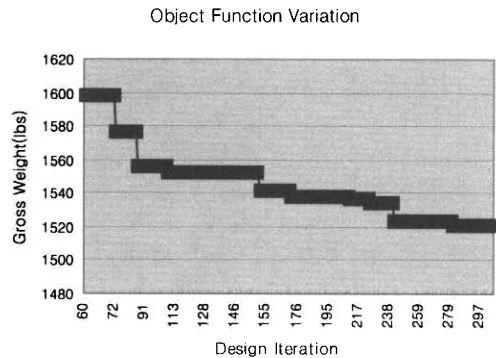 Object Function Variation
Gross Weight(lbs)
1620
1600
1580
1560
1540
1520
1500
1480
60 72 91 113 128 146 155 176 195 217 238 259 279 297
Design Iteration